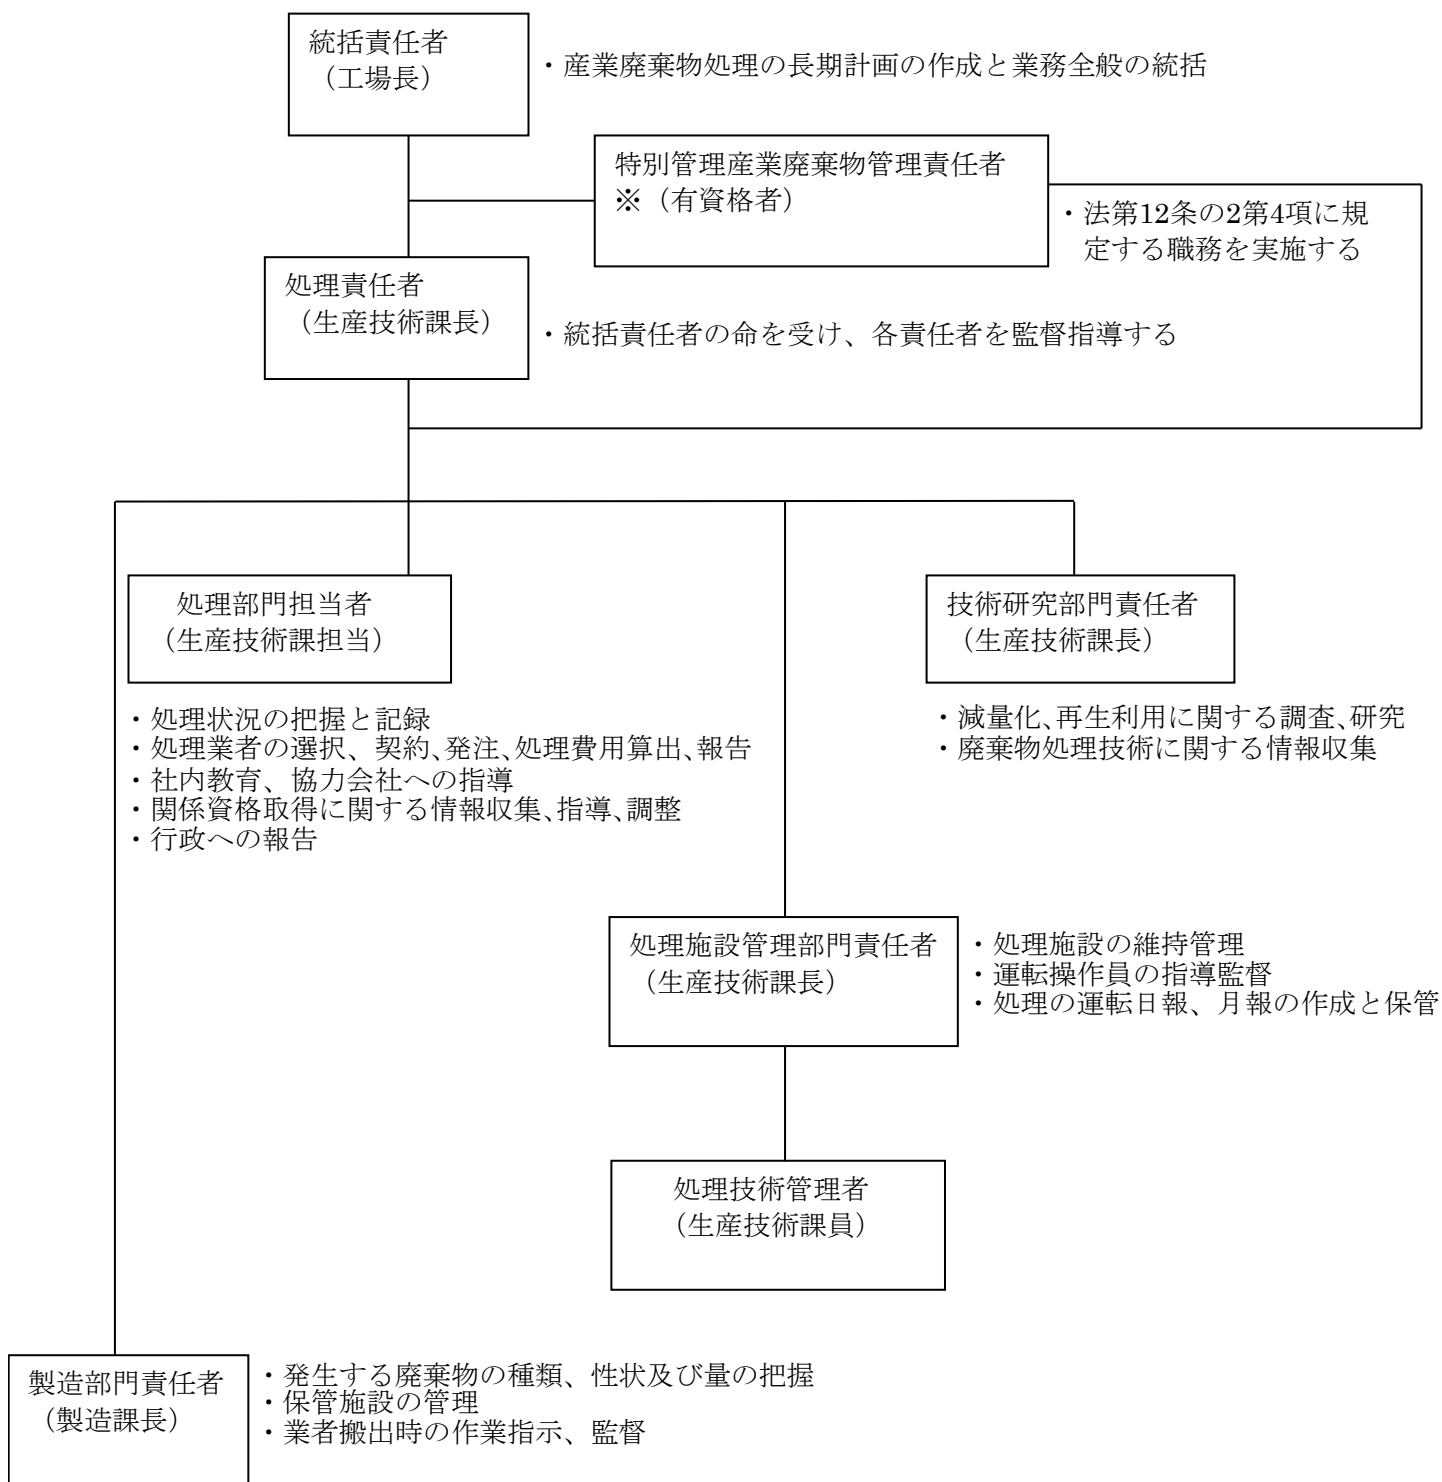 統括責任者
（工場長）
・産業廃棄物処理の長期計画の作成と業務全般の統括
特別管理産業廃棄物管理責任者
※（有資格者）
・法第12条の2第4項に規
定する職務を実施する
処理責任者
（生産技術課長）
・統括責任者の命を受け、各責任者を監督指導する
処理部門担当者
（生産技術課担当）
・処理状況の把握と記録
・処理業者の選択、契約、発注、処理費用算出、報告
・社内教育、協力会社への指導
・関係資格取得に関する情報収集、指導、調整
・行政への報告
技術研究部門責任者
（生産技術課長）
・減量化、再生利用に関する調査、研究
・廃棄物処理技術に関する情報収集
処理施設管理部門責任者
（生産技術課長）
・処理施設の維持管理
・運転操作員の指導監督
・処理の運転日報、月報の作成と保管
処理技術管理者
（生産技術課員）
製造部門責任者
（製造課長）
・発生する廃棄物の種類、性状及び量の把握
・保管施設の管理
・業者搬出時の作業指示、監督